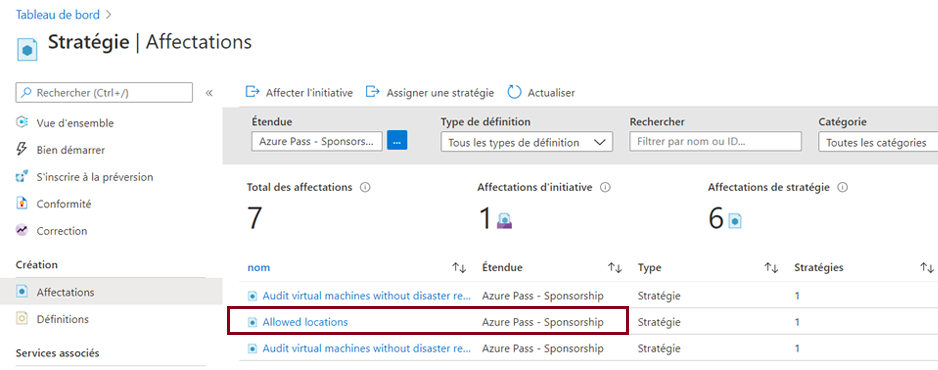 Tableau de bord >
Stratégie | Affectations
Rechercher (Ctrl+/)
«
Vue d'ensemble
Bien démarrer
S'inscrire à la préversion
Conformité
Correction
Création
Affectations
Définitions
Services associés
Affecter l'initiative Assigner une stratégie Actualiser
Étendue Type de définition Rechercher Catégorie
Azure Pass - Sponsors... ... Tous les types de définition Filtrer par nom ou ID... Toutes les catégories
Total des affectations Affectations d'initiative Affectations de stratégie
7 1 6
nom Étendue Type Stratégies
Audit virtual machines without disaster re... Azure Pass - Sponsorship Stratégie 1
Allowed locations Azure Pass - Sponsorship Stratégie 1
Audit virtual machines without disaster re... Azure Pass - Sponsorship Stratégie 1